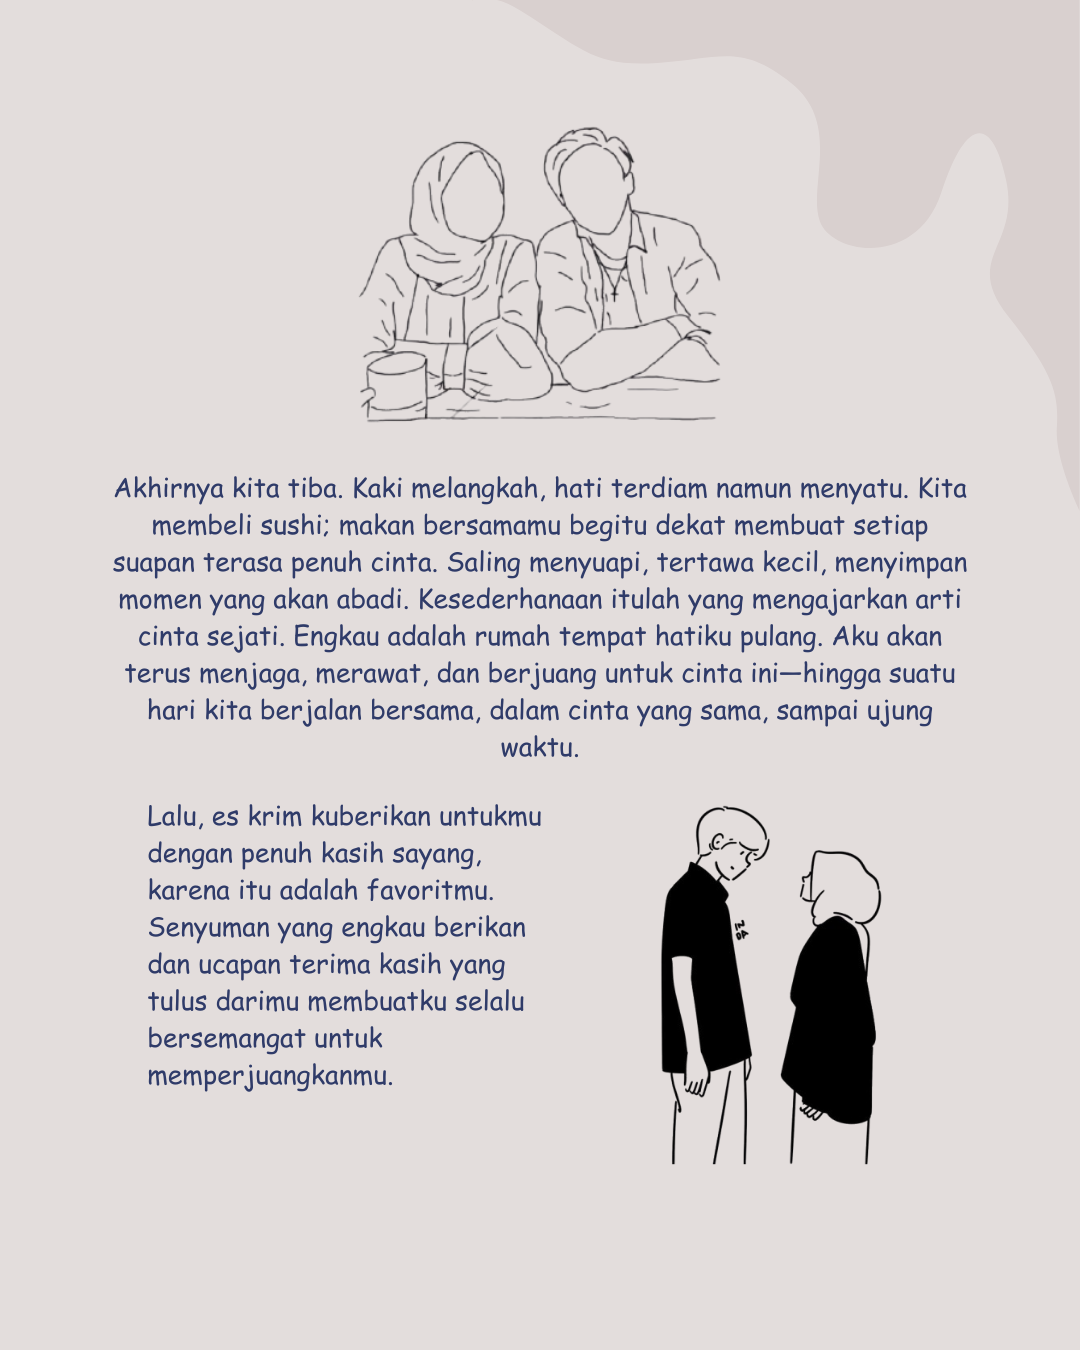 Akhirnya kita tiba. Kaki melangkah, hati terdiam namun menyatu. Kita
membeli sushi; makan bersamamu begitu dekat membuat setiap
suapan terasa penuh cinta. Saling menyuapi, tertawa kecil, menyimpan
momen yang akan abadi. Kesederhanaan itulah yang mengajarkan arti
cinta sejati. Engkau adalah rumah tempat hatiku pulang. Aku akan
terus menjaga, merawat, dan berjuang untuk cinta ini—hingga suatu
hari kita berjalan bersama, dalam cinta yang sama, sampai ujung
waktu.
Lalu, es krim kuberikan untukmu
dengan penuh kasih sayang,
karena itu adalah favoritmu.
Senyuman yang engkau berikan
dan ucapan terima kasih yang
tulus darimu membuatku selalu
bersemangat untuk
memperjuangkanmu.